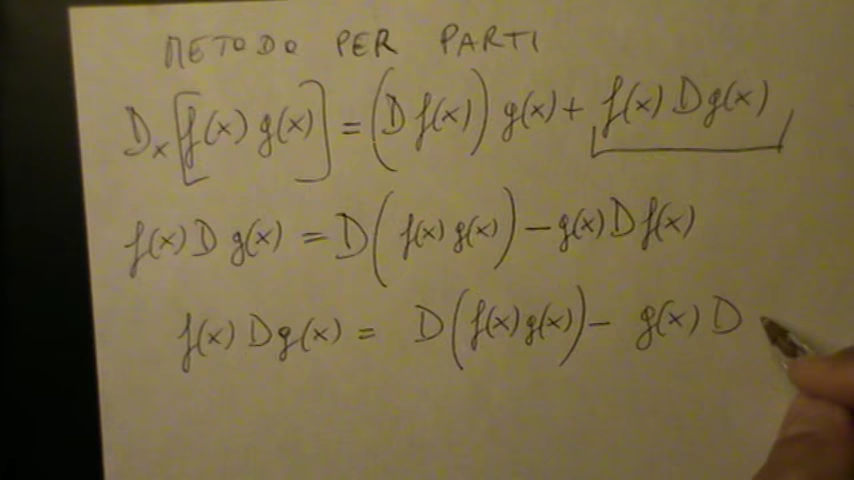 METODO PER PARTI
Dx[f(x) g(x)] = (D f(x)) g(x) + f(x) D g(x)
f(x) D g(x) = D(f(x) g(x)) - g(x) D f(x)
f(x) D g(x) = D(f(x) g(x)) - g(x) D